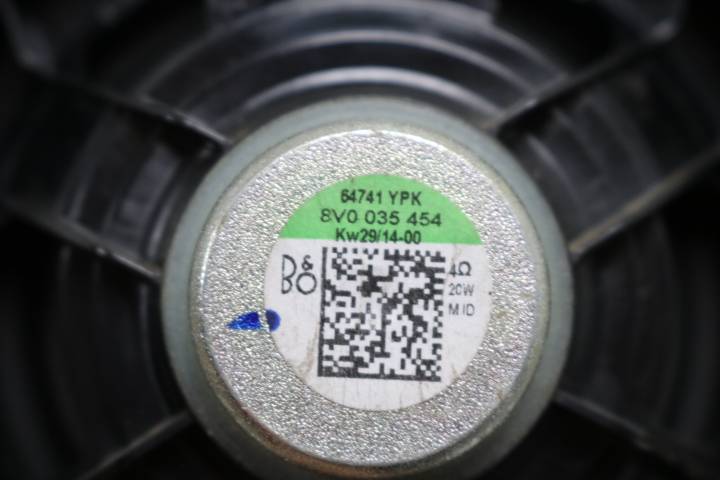 64741 YPK
8V0 035 454
Kw29/14-00
B&O
4Ω
20W
MID